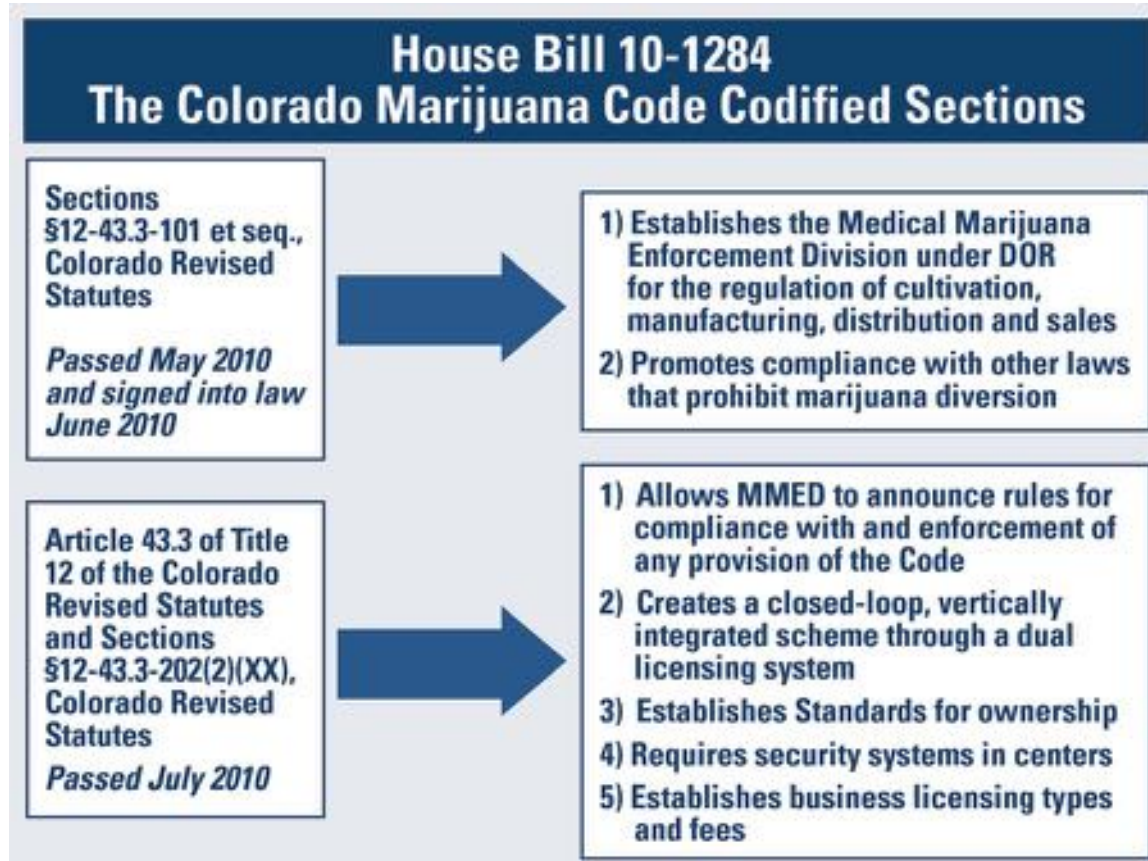 House Bill 10-1284
The Colorado Marijuana Code Codified Sections
Sections
§12-43.3-101 et seq.,
Colorado Revised
Statutes
Passed May 2010
and signed into law
June 2010
1) Establishes the Medical Marijuana
Enforcement Division under DOR
for the regulation of cultivation,
manufacturing, distribution and sales
2) Promotes compliance with other laws
that prohibit marijuana diversion
Article 43.3 of Title
12 of the Colorado
Revised Statutes
and Sections
§12-43.3-202(2)(XX),
Colorado Revised
Statutes
Passed July 2010
1) Allows MMED to announce rules for
compliance with and enforcement of
any provision of the Code
2) Creates a closed-loop, vertically
integrated scheme through a dual
licensing system
3) Establishes Standards for ownership
4) Requires security systems in centers
5) Establishes business licensing types
and fees